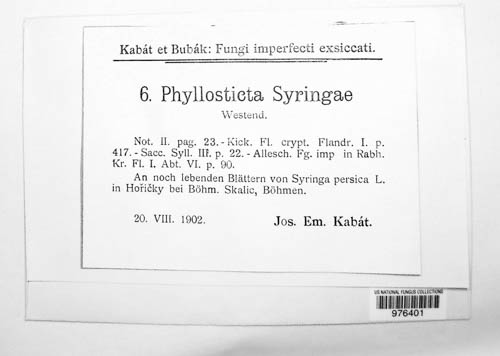 Kabát et Bubák: Fungi imperfecti exsiccati.
6. Phyllosticta Syringae
Westend.
Not. II. pag. 23.-Kick. Fl. crypt. Flandr. I. p.
417.-Sacc. Syll. III. p. 22.-Allesch. Fg. imp in Rabh.
Kr. Fl. I. Abt. VI. p. 90.
An noch lebenden Blättern von Syringa persica L.
in Hořičky bei Böhm. Skalic, Böhmen.
20. VIII. 1902. Jos. Em. Kabát.
US NATIONAL FUNGUS COLLECTIONS
976401